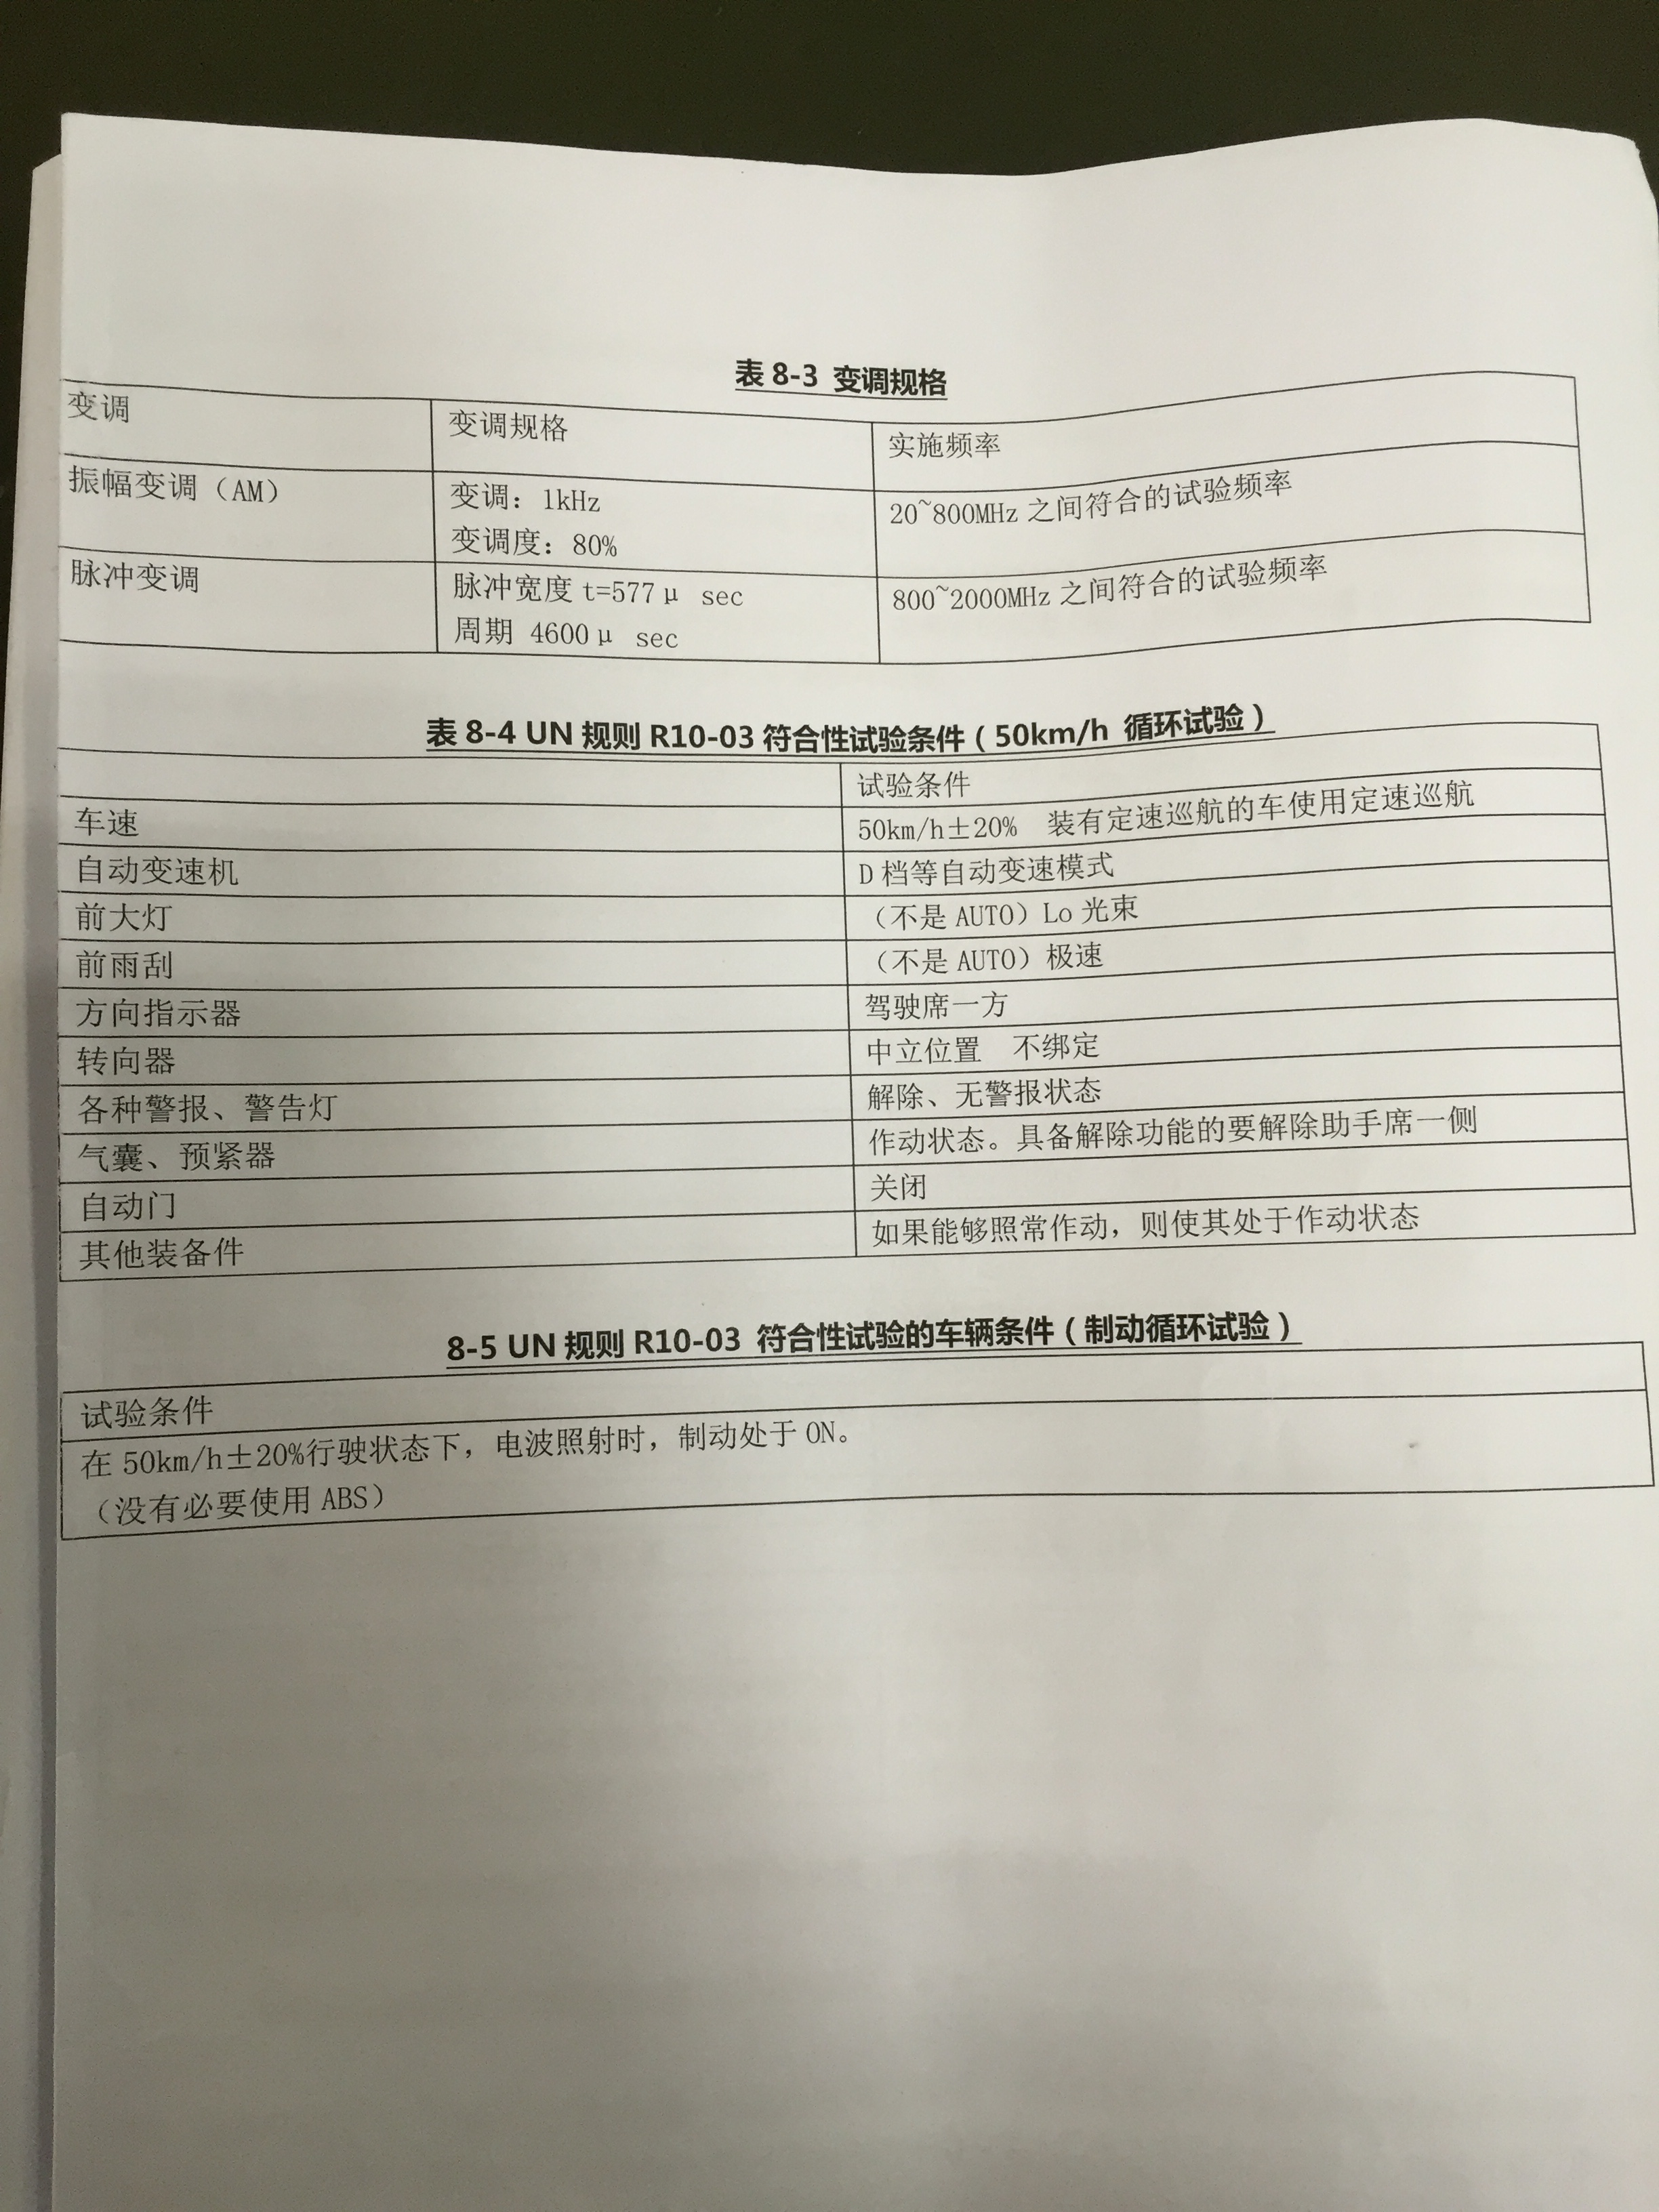 表 8-3 变调规格
变调 变调规格 实施频率
振幅变调（AM） 变调：1kHz 20~800MHz 之间符合的试验频率
变调度：80%
脉冲变调 脉冲宽度 t=577μ sec 800~2000MHz 之间符合的试验频率
周期 4600μ sec
表 8-4 UN 规则 R10-03 符合性试验条件（50km/h 循环试验）
试验条件
车速 50km/h±20% 装有定速巡航的车使用定速巡航
自动变速机 D 档等自动变速模式
前大灯 （不是 AUTO）Lo 光束
前雨刮 （不是 AUTO）极速
方向指示器 驾驶席一方
转向器 中立位置 不绑定
各种警报、警告灯 解除、无警报状态
气囊、预紧器 作动状态。具备解除功能的要解除助手席一侧
自动门 关闭
其他装备件 如果能够照常作动，则使其处于作动状态
8-5 UN 规则 R10-03 符合性试验的车辆条件（制动循环试验）
试验条件
在 50km/h±20%行驶状态下，电波照射时，制动处于 ON。
（没有必要使用 ABS）